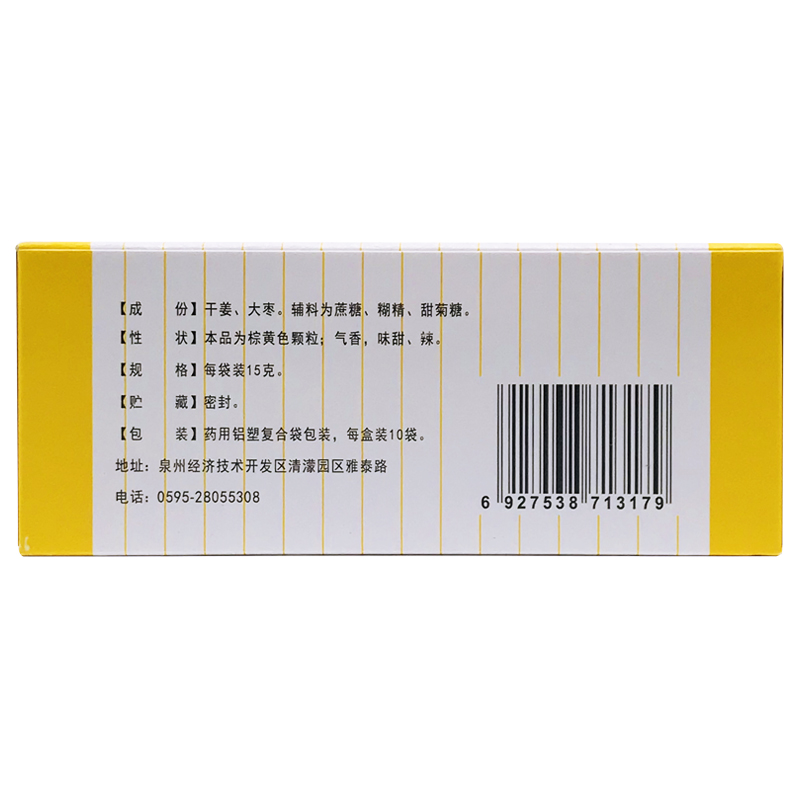 【成 份】干姜、大枣。辅料为蔗糖、糊精、甜菊糖。
【性 状】本品为棕黄色颗粒；气香，味甜、辣。
【规 格】每袋装15克。
【贮 藏】密封。
【包 装】药用铝塑复合袋包装，每盒装10袋。
地址：泉州经济技术开发区清濛园区雅泰路
电话：0595-28055308
6 927538 713179